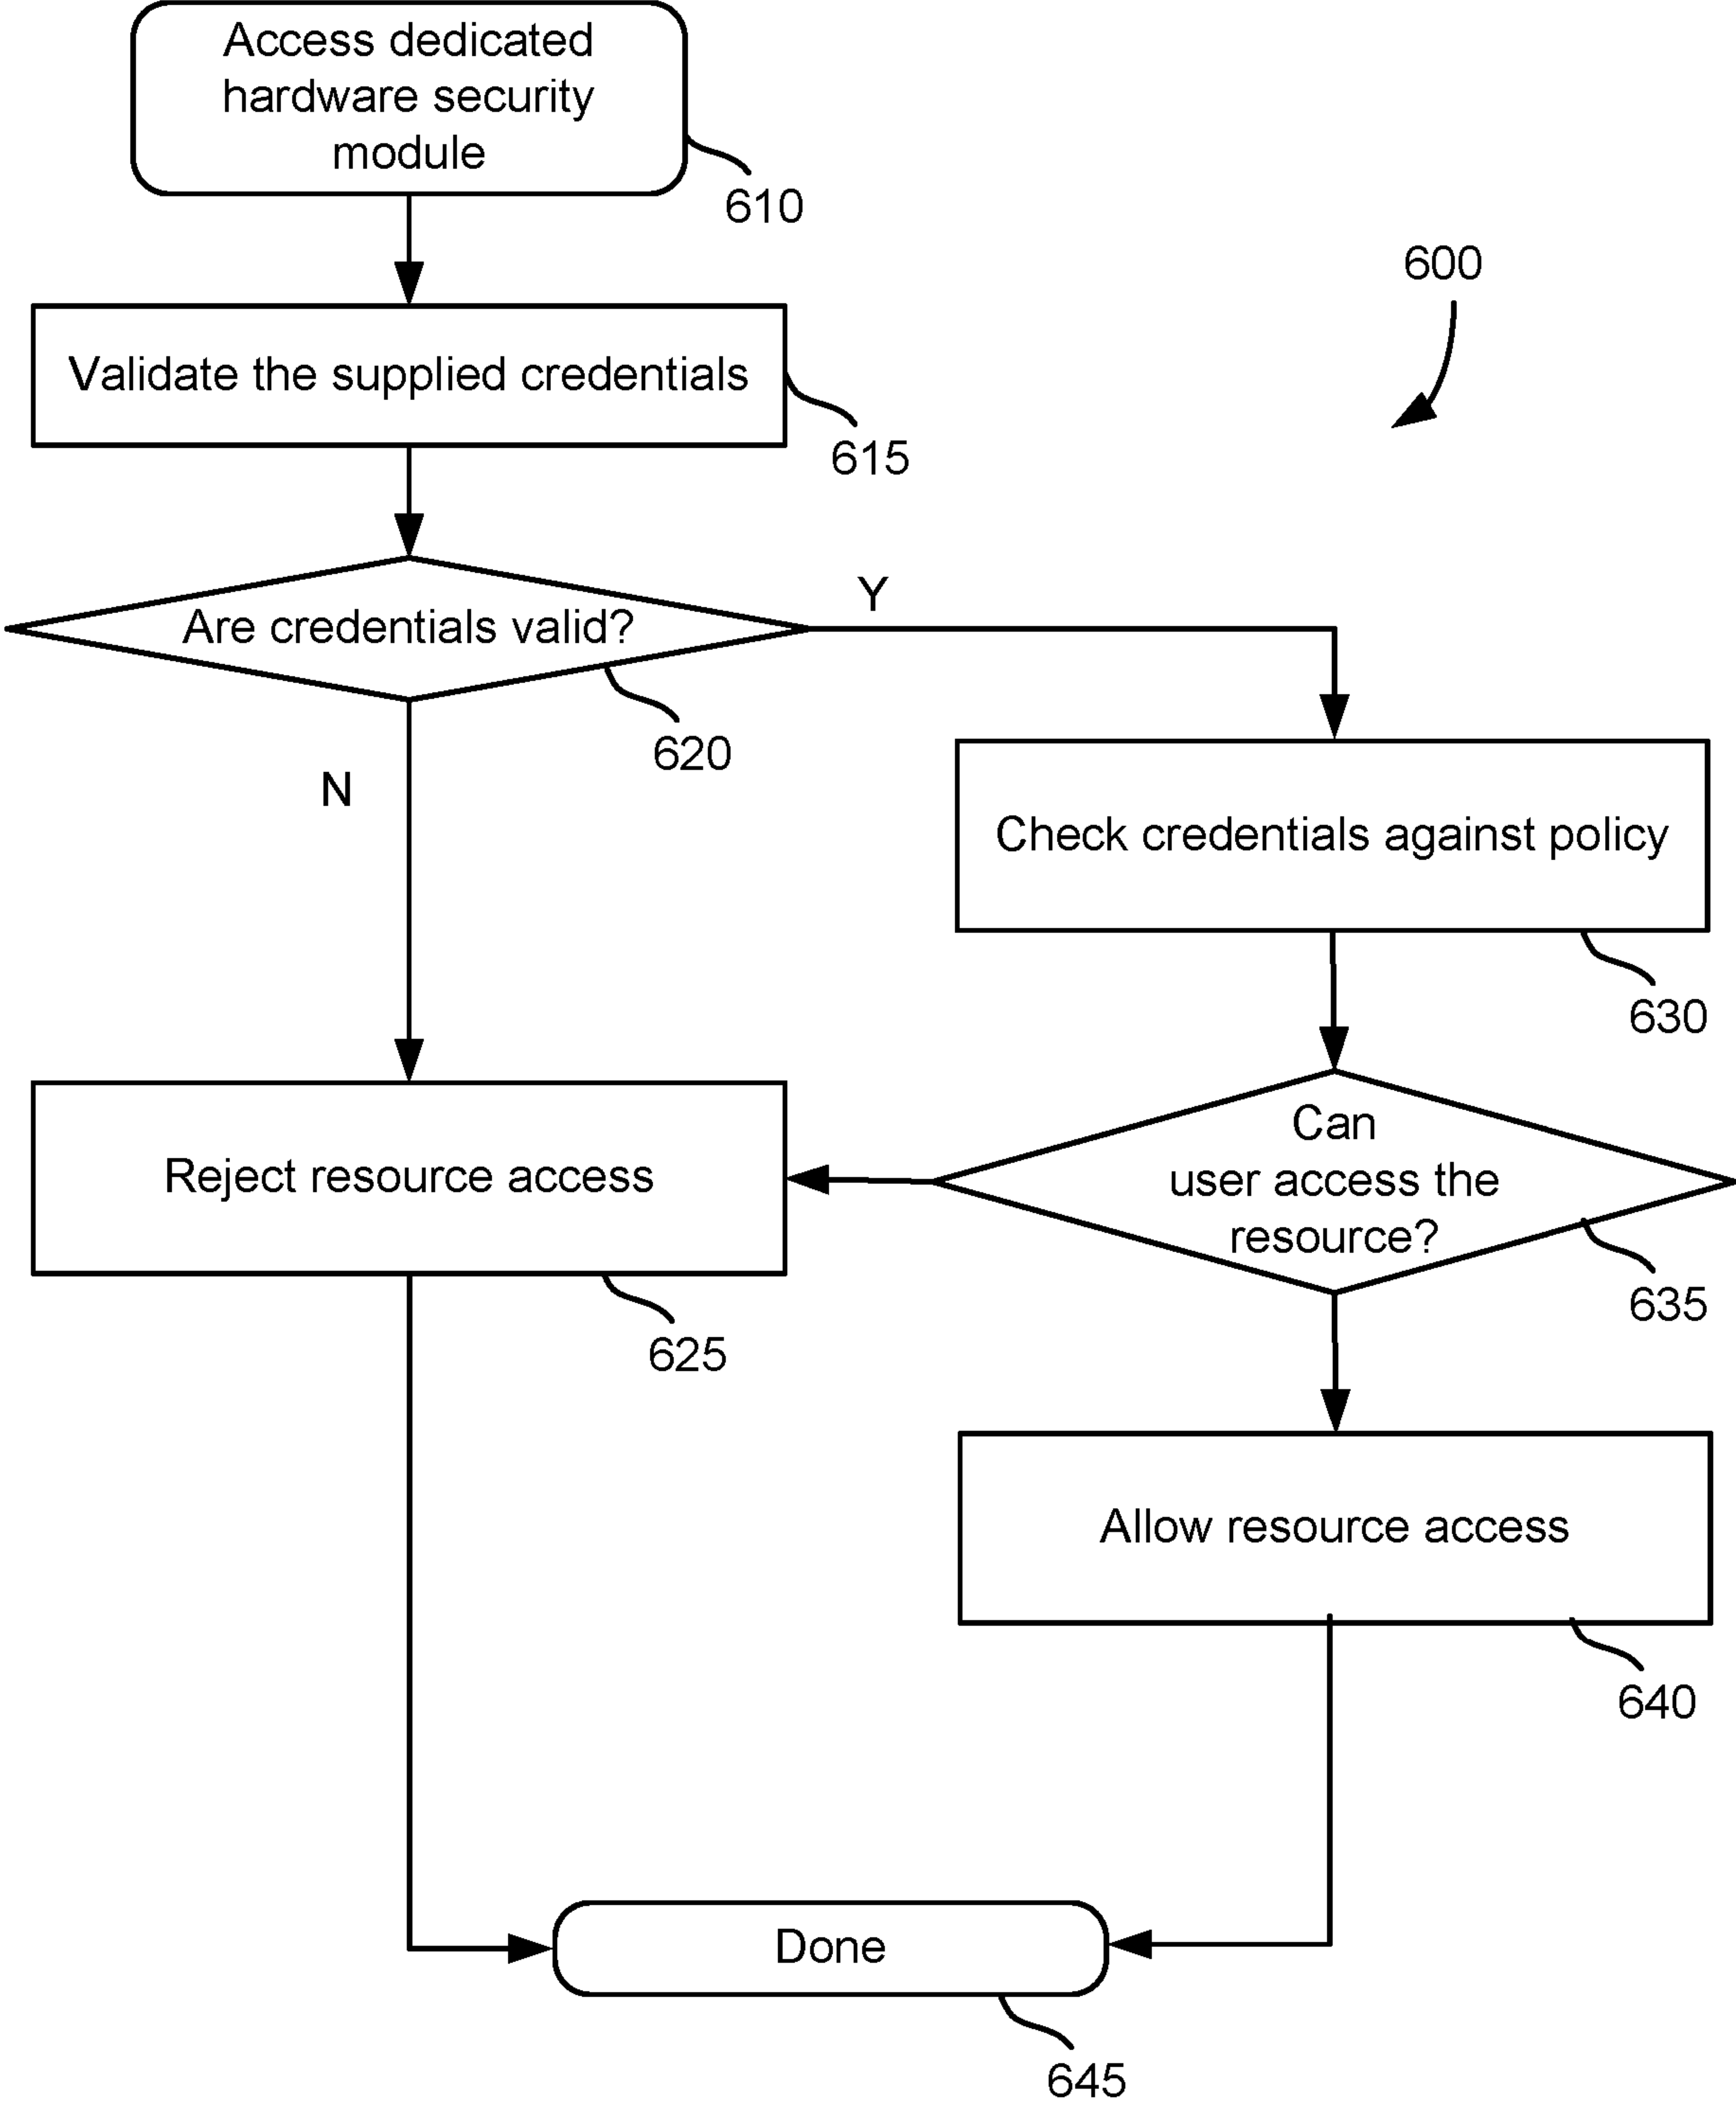 Access dedicated
hardware security
module
610
600
Validate the supplied credentials
615
Are credentials valid?
Y
620
N
Check credentials against policy
630
Can
user access the
resource?
635
Reject resource access
625
Allow resource access
640
Done
645